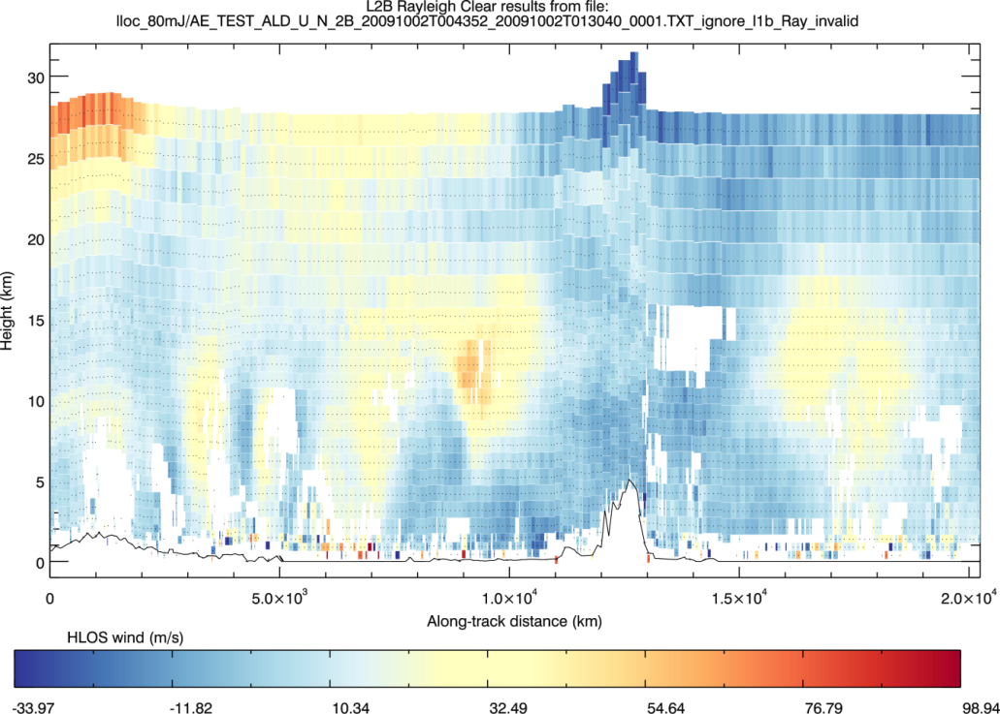 L2B Rayleigh Clear results from file:
lloc_80mJ/AE_TEST_ALD_U_N_2B_20091002T004352_20091002T013040_0001.TXT_ignore_l1b_Ray_invalid
30
25
20
15
10
5
0
Height (km)
0 5.0×10³ 1.0×10⁴ 1.5×10⁴ 2.0×10⁴
Along-track distance (km)
HLOS wind (m/s)
-33.97 -11.82 10.34 32.49 54.64 76.79 98.94